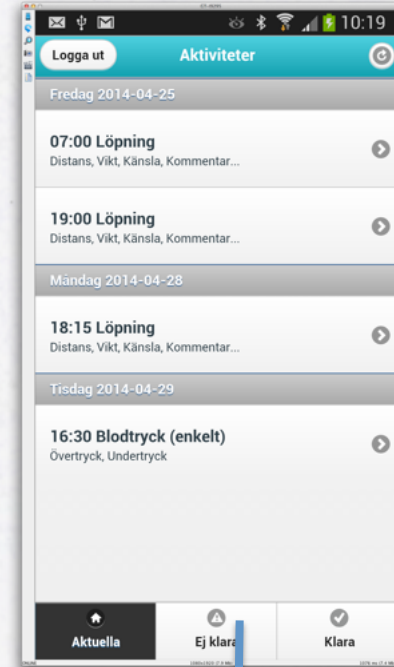 10:19
Logga ut
Aktiviteter
Fredag 2014-04-25
07:00 Löpning
Distans, Vikt, Känsla, Kommentar...
19:00 Löpning
Distans, Vikt, Känsla, Kommentar...
Måndag 2014-04-28
18:15 Löpning
Distans, Vikt, Känsla, Kommentar...
Tisdag 2014-04-29
16:30 Blodtryck (enkelt)
Övertryck, Undertryck
Aktuella
Ej klara
Klara